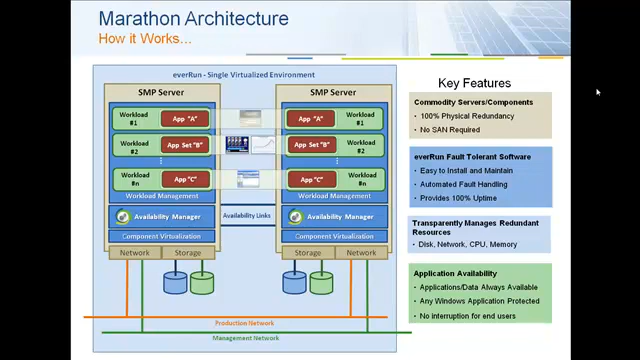 Marathon Architecture
How it Works...
everRun - Single Virtualized Environment
SMP Server
Workload
#1
App "A"
Workload
#2
App Set "B"
Workload
#n
App "C"
Workload Management
Availability Manager
Component Virtualization
Network
Storage
Availability Links
SMP Server
App "A"
Workload
#1
App Set "B"
Workload
#2
App "C"
Workload
#n
Workload Management
Availability Manager
Component Virtualization
Storage
Network
Production Network
Management Network
Key Features
Commodity Servers/Components
• 100% Physical Redundancy
• No SAN Required
everRun Fault Tolerant Software
• Easy to Install and Maintain
• Automated Fault Handling
• Provides 100% Uptime
Transparently Manages Redundant
Resources
• Disk, Network, CPU, Memory
Application Availability
• Applications/Data Always Available
• Any Windows Application Protected
• No interruption for end users